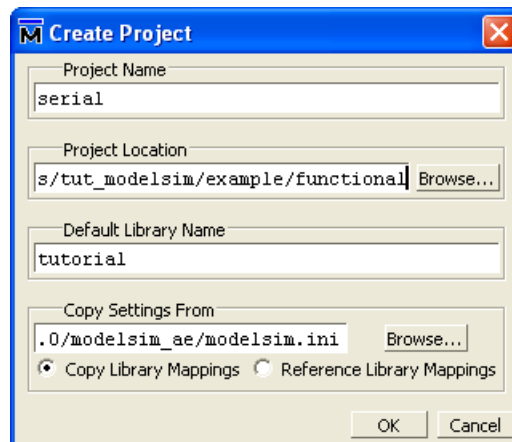 Create Project
Project Name
serial
Project Location
s/tut_modelsim/example/functional Browse...
Default Library Name
tutorial
Copy Settings From
.0/modelsim_ae/modelsim.ini Browse...
Copy Library Mappings Reference Library Mappings
OK Cancel